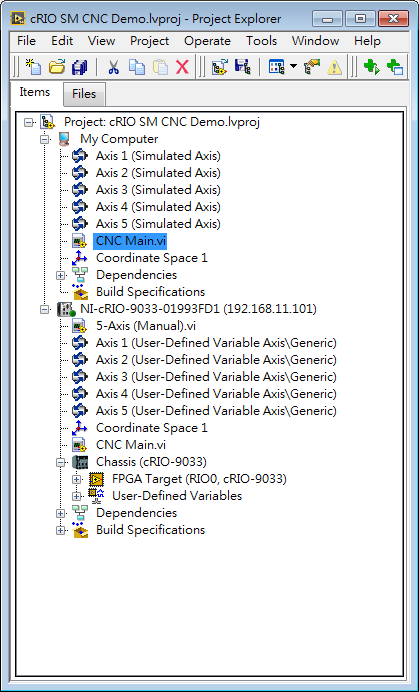 cRIO SM CNC Demo.lvproj - Project Explorer
File Edit View Project Operate Tools Window Help
Items Files
Project: cRIO SM CNC Demo.lvproj
My Computer
Axis 1 (Simulated Axis)
Axis 2 (Simulated Axis)
Axis 3 (Simulated Axis)
Axis 4 (Simulated Axis)
Axis 5 (Simulated Axis)
CNC Main.vi
Coordinate Space 1
Dependencies
Build Specifications
NI-cRIO-9033-01993FD1 (192.168.11.101)
5-Axis (Manual).vi
Axis 1 (User-Defined Variable Axis\Generic)
Axis 2 (User-Defined Variable Axis\Generic)
Axis 3 (User-Defined Variable Axis\Generic)
Axis 4 (User-Defined Variable Axis\Generic)
Axis 5 (User-Defined Variable Axis\Generic)
Coordinate Space 1
CNC Main.vi
Chassis (cRIO-9033)
FPGA Target (RIO0, cRIO-9033)
User-Defined Variables
Dependencies
Build Specifications